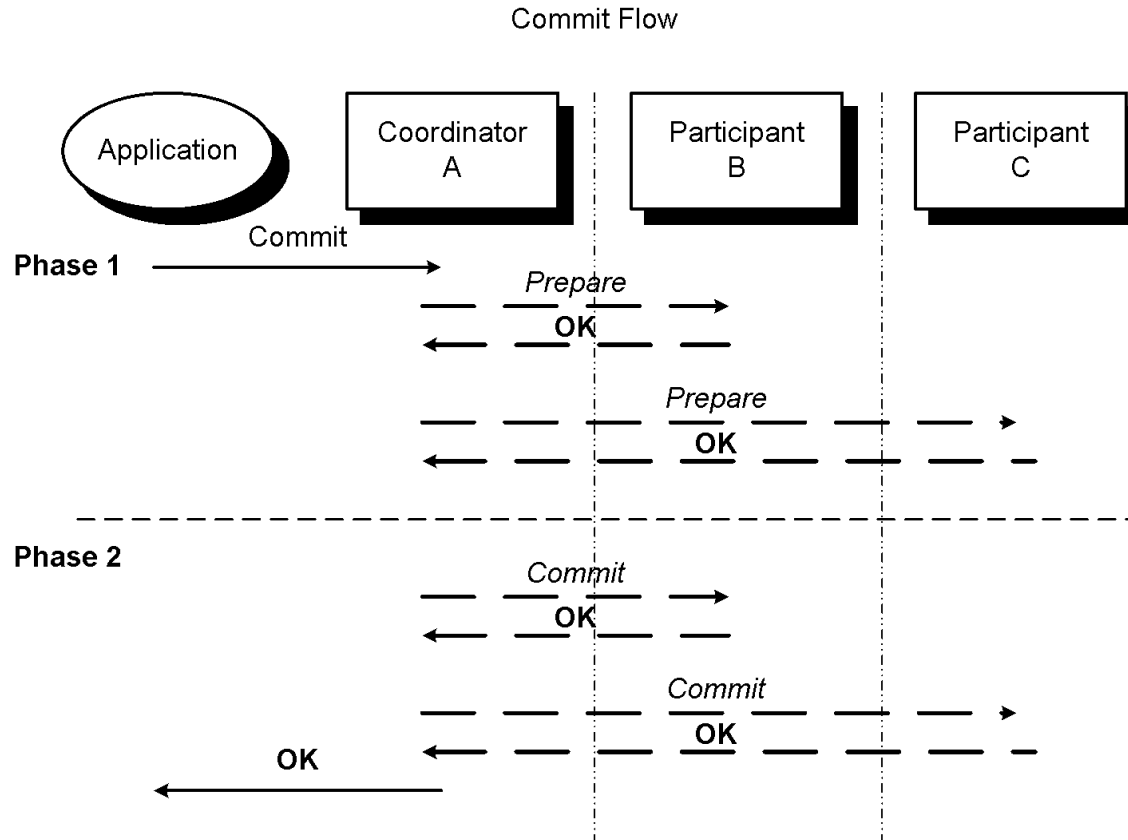 Commit Flow
Application
Coordinator
A
Participant
B
Participant
C
Commit
Phase 1
Prepare
OK
Prepare
OK
Phase 2
Commit
OK
Commit
OK
OK